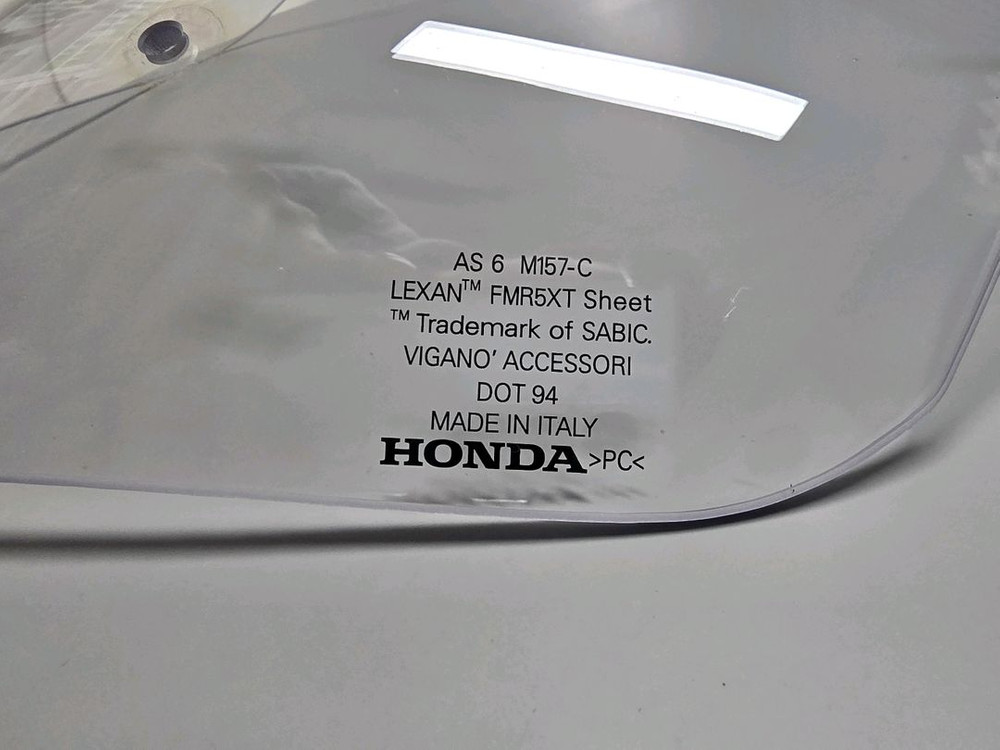 AS 6 M157-C
LEXAN™ FMR5XT Sheet
™ Trademark of SABIC.
VIGANO' ACCESSORI
DOT 94
MADE IN ITALY
HONDA >PC<